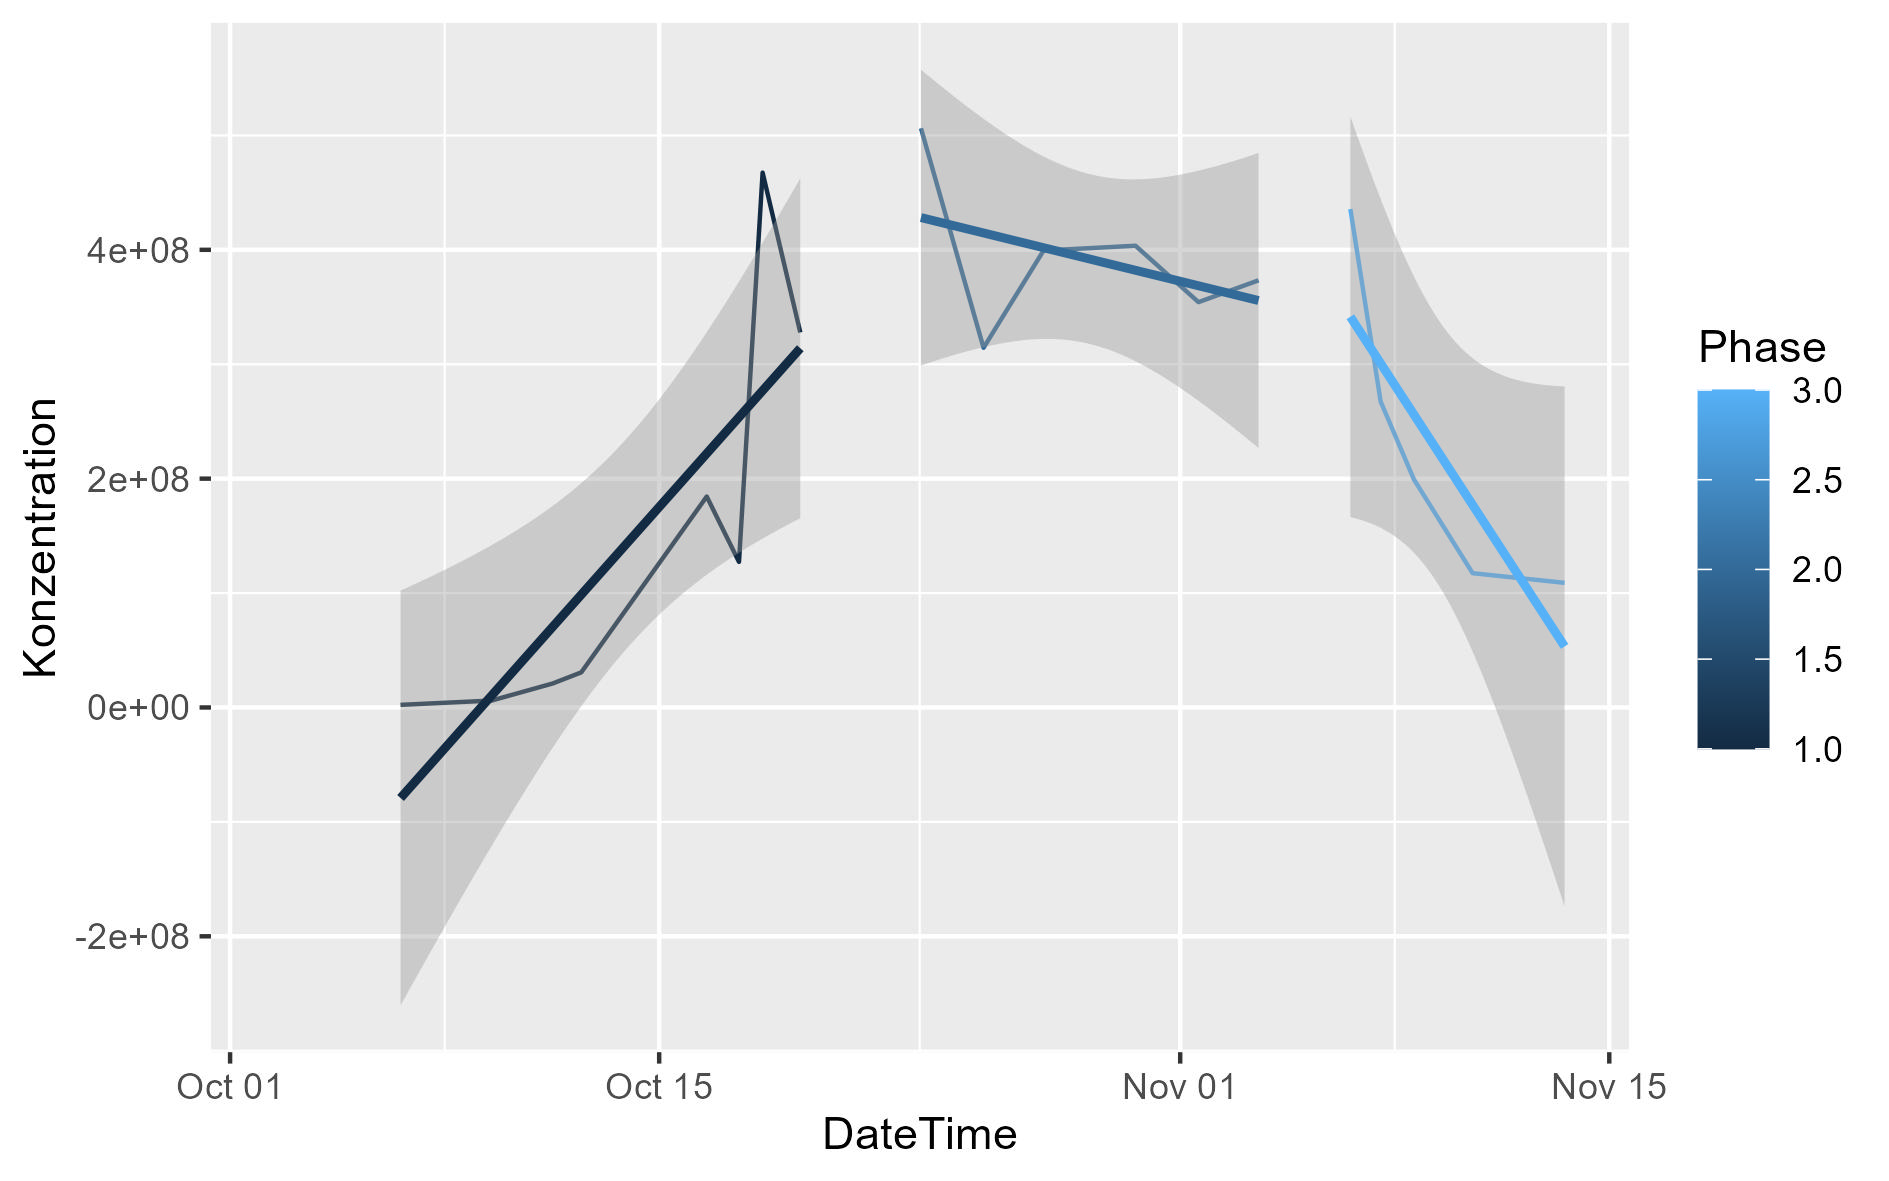 Konzentration
4e+08
2e+08
0e+00
-2e+08
Oct 01
Oct 15
Nov 01
Nov 15
DateTime
Phase
3.0
2.5
2.0
1.5
1.0